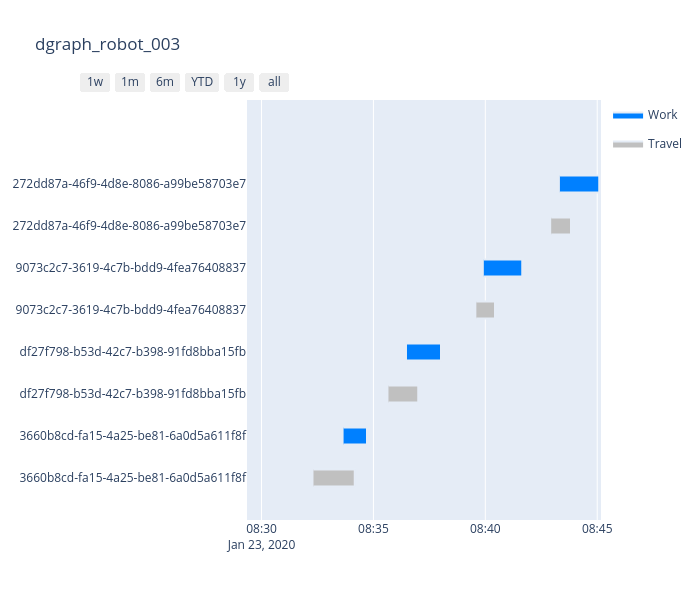 dgraph_robot_003
1w 1m 6m YTD 1y all
Work
Travel
272dd87a-46f9-4d8e-8086-a99be58703e7
272dd87a-46f9-4d8e-8086-a99be58703e7
9073c2c7-3619-4c7b-bdd9-4fea76408837
9073c2c7-3619-4c7b-bdd9-4fea76408837
df27f798-b53d-42c7-b398-91fd8bba15fb
df27f798-b53d-42c7-b398-91fd8bba15fb
3660b8cd-fa15-4a25-be81-6a0d5a611f8f
3660b8cd-fa15-4a25-be81-6a0d5a611f8f
08:30 08:35 08:40 08:45
Jan 23, 2020